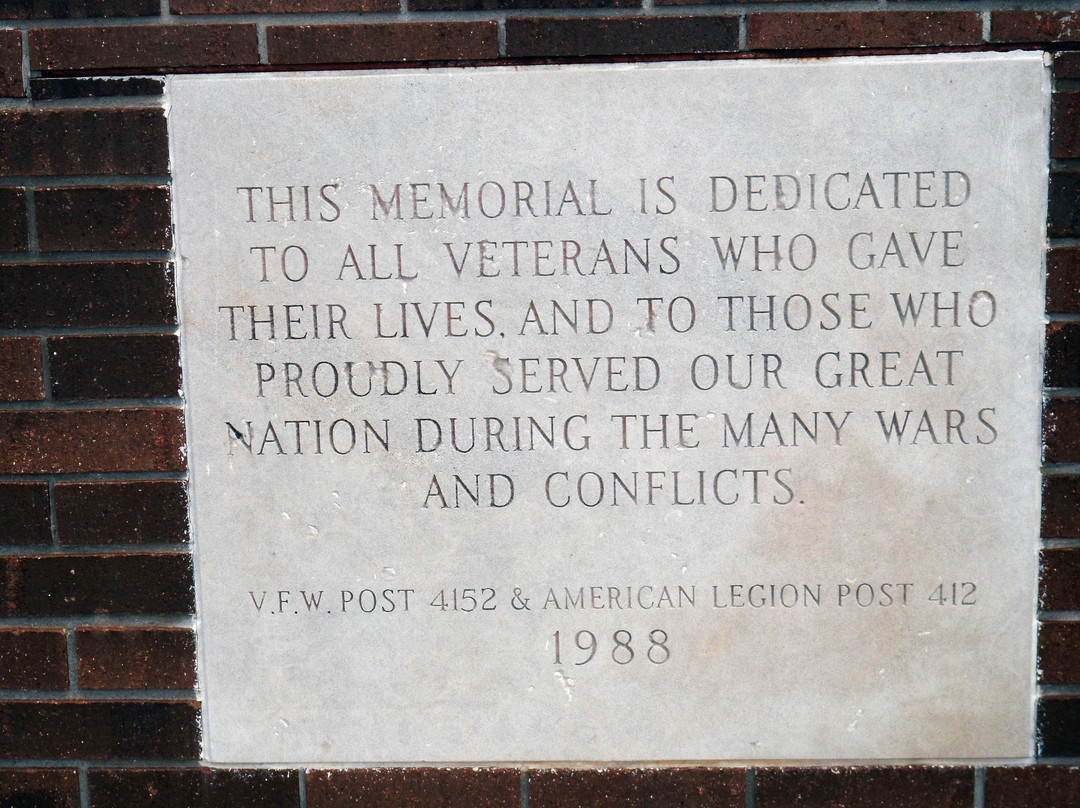 THIS MEMORIAL IS DEDICATED
TO ALL VETERANS WHO GAVE
THEIR LIVES, AND TO THOSE WHO
PROUDLY SERVED OUR GREAT
NATION DURING THE MANY WARS
AND CONFLICTS.
V.F.W. POST 4152 & AMERICAN LEGION POST 412
1988